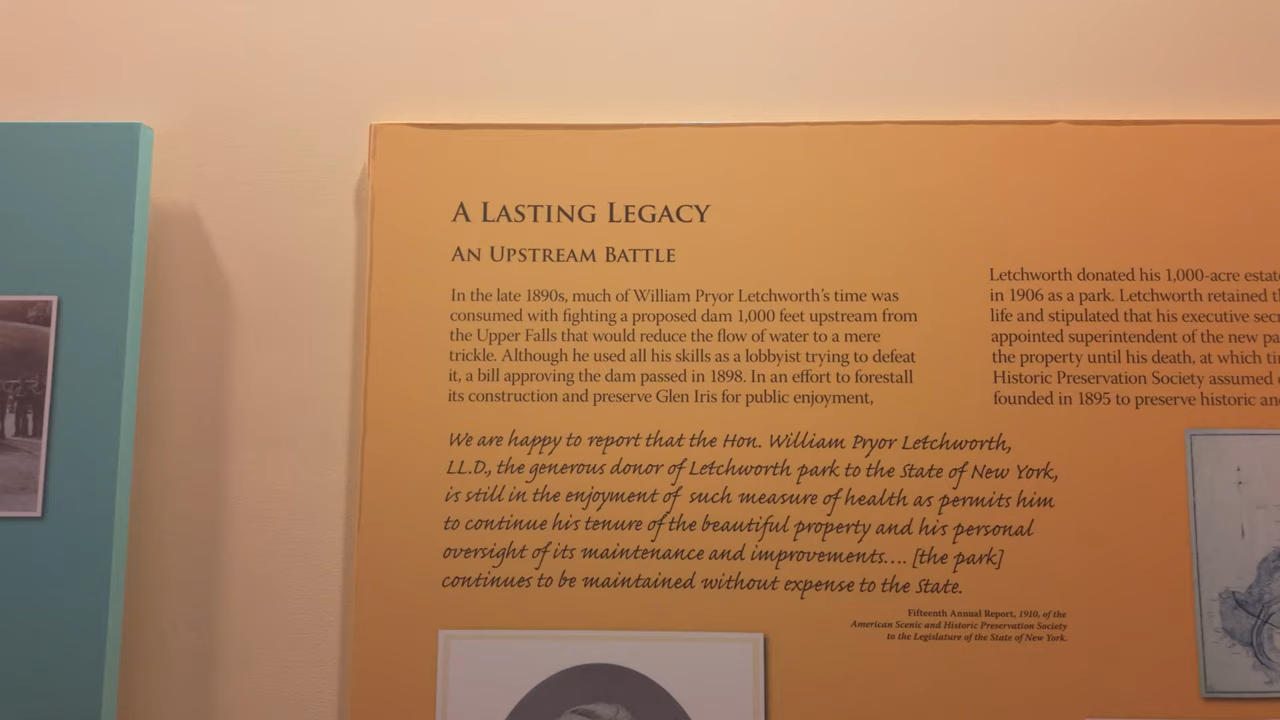 A LASTING LEGACY
AN UPSTREAM BATTLE
In the late 1890s, much of William Pryor Letchworth's time was
consumed with fighting a proposed dam 1,000 feet upstream from
the Upper Falls that would reduce the flow of water to a mere
trickle. Although he used all his skills as a lobbyist trying to defeat
it, a bill approving the dam passed in 1898. In an effort to forestall
its construction and preserve Glen Iris for public enjoyment,
Letchworth donated his 1,000-acre
in 1906 as a park. Letchworth retained
life and stipulated that his executive
appointed superintendent of the new
the property until his death, at which
Historic Preservation Society assumed
founded in 1895 to preserve historic
We are happy to report that the Hon. William Pryor Letchworth,
LL.D., the generous donor of Letchworth park to the State of New York,
is still in the enjoyment of such measure of health as permits him
to continue his tenure of the beautiful property and his personal
oversight of its maintenance and improvements.... [the park]
continues to be maintained without expense to the State.
Fifteenth Annual Report, 1910, of the
American Scenic and Historic Preservation Society
to the Legislature of the State of New York.